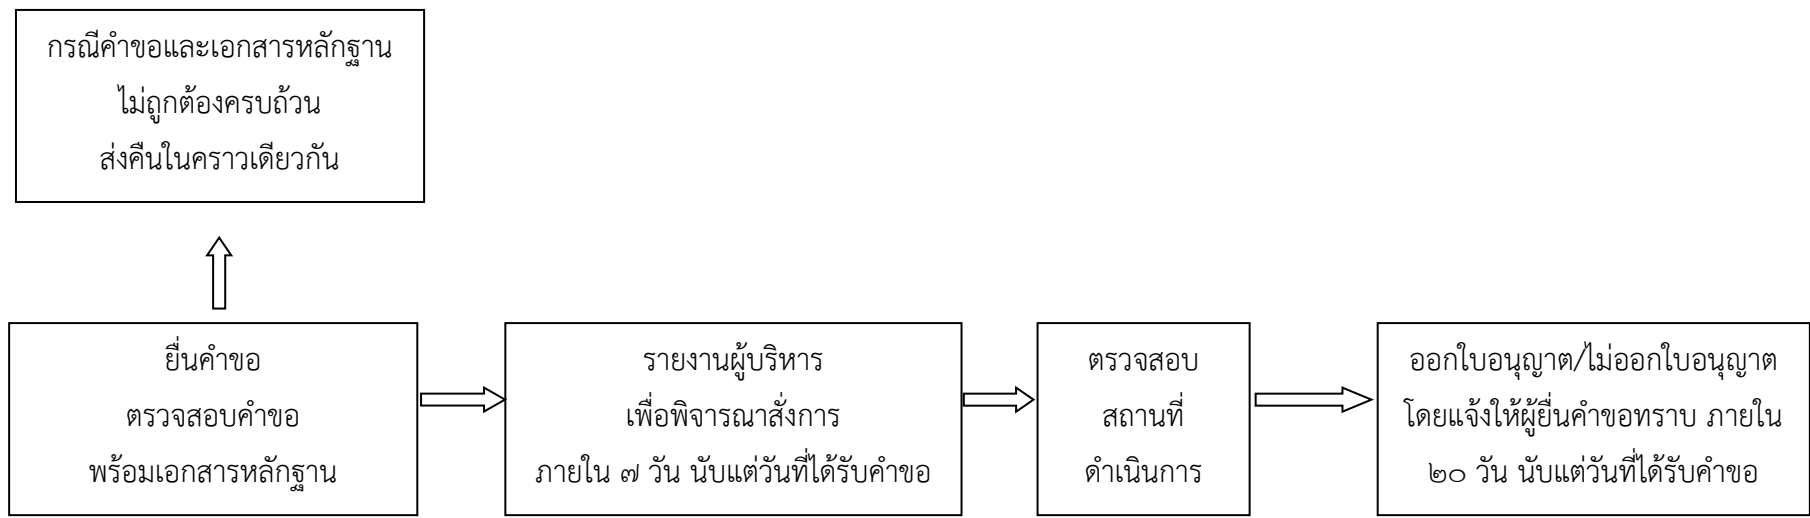 กรณีคำขอและเอกสารหลักฐาน
ไม่ถูกต้องครบถ้วน
ส่งคืนในคราวเดียวกัน
ยื่นคำขอ
ตรวจสอบคำขอ
พร้อมเอกสารหลักฐาน
รายงานผู้บริหาร
เพื่อพิจารณาสั่งการ
ภายใน ๗ วัน นับแต่วันที่ได้รับคำขอ
ตรวจสอบ
สถานที่
ดำเนินการ
ออกใบอนุญาต/ไม่ออกใบอนุญาต
โดยแจ้งให้ผู้ยื่นคำขอทราบ ภายใน
๒๐ วัน นับแต่วันที่ได้รับคำขอ